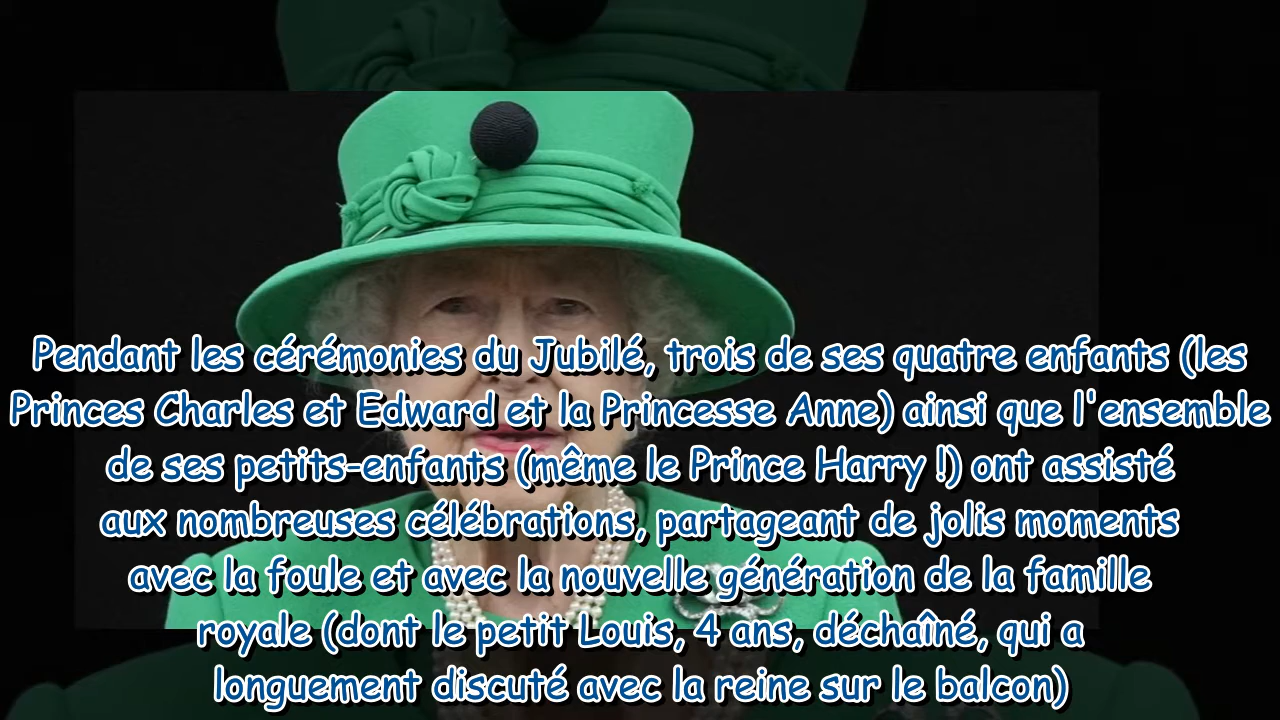 Pendant les cérémonies du Jubilé, trois de ses quatre enfants (les
Princes Charles et Edward et la Princesse Anne) ainsi que l'ensemble
de ses petits-enfants (même le Prince Harry !) ont assisté
aux nombreuses célébrations, partageant de jolis moments
avec la foule et avec la nouvelle génération de la famille
royale (dont le petit Louis, 4 ans, déchaîné, qui a
longuement discuté avec la reine sur le balcon)